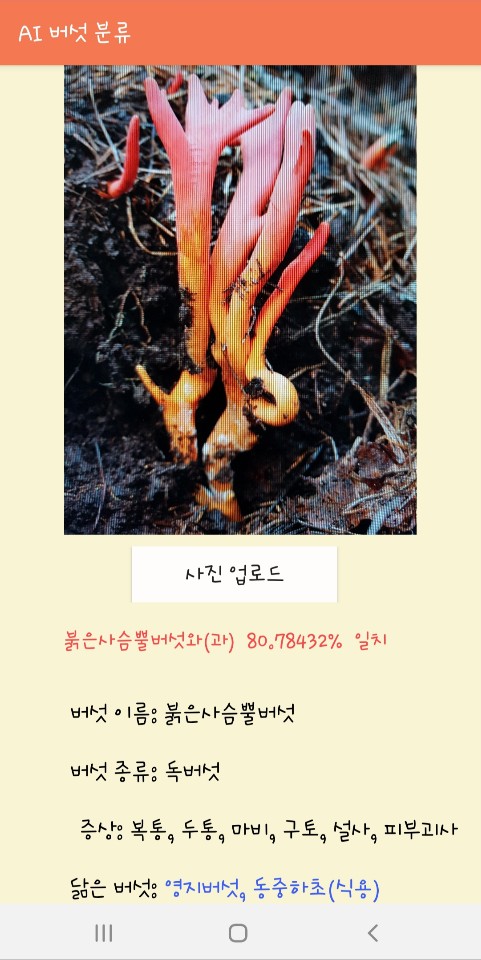 AI 버섯 분류
사진 업로드
붉은사슴뿔버섯와(과) 80.78432% 일치
버섯 이름: 붉은사슴뿔버섯
버섯 종류: 독버섯
증상: 복통, 두통, 마비, 구토, 설사, 피부괴사
닮은 버섯: 영지버섯, 동중하초(식용)